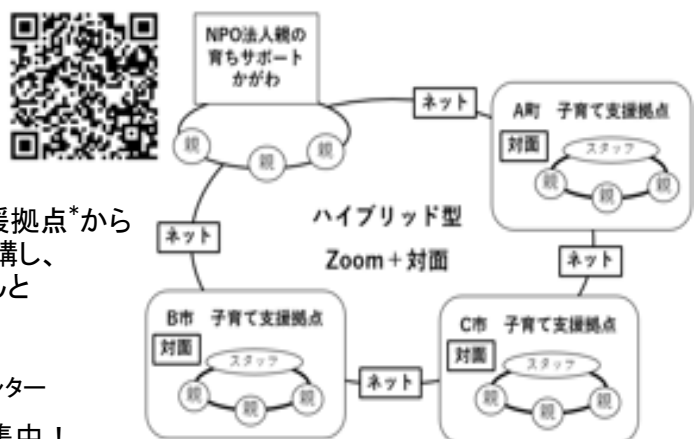 NPO法人親の
育ちサポート
かがわ
親
親
親
ネット
A町 子育て支援拠点
対面
スタッフ
親
親
親
援拠点*から
講し、
んと
ネット
ハイブリッド型
Zoom+対面
ネット
B市 子育て支援拠点
対面
スタッフ
親
親
親
ネット
C市 子育て支援拠点
対面
スタッフ
親
親
親
ンター
集中!